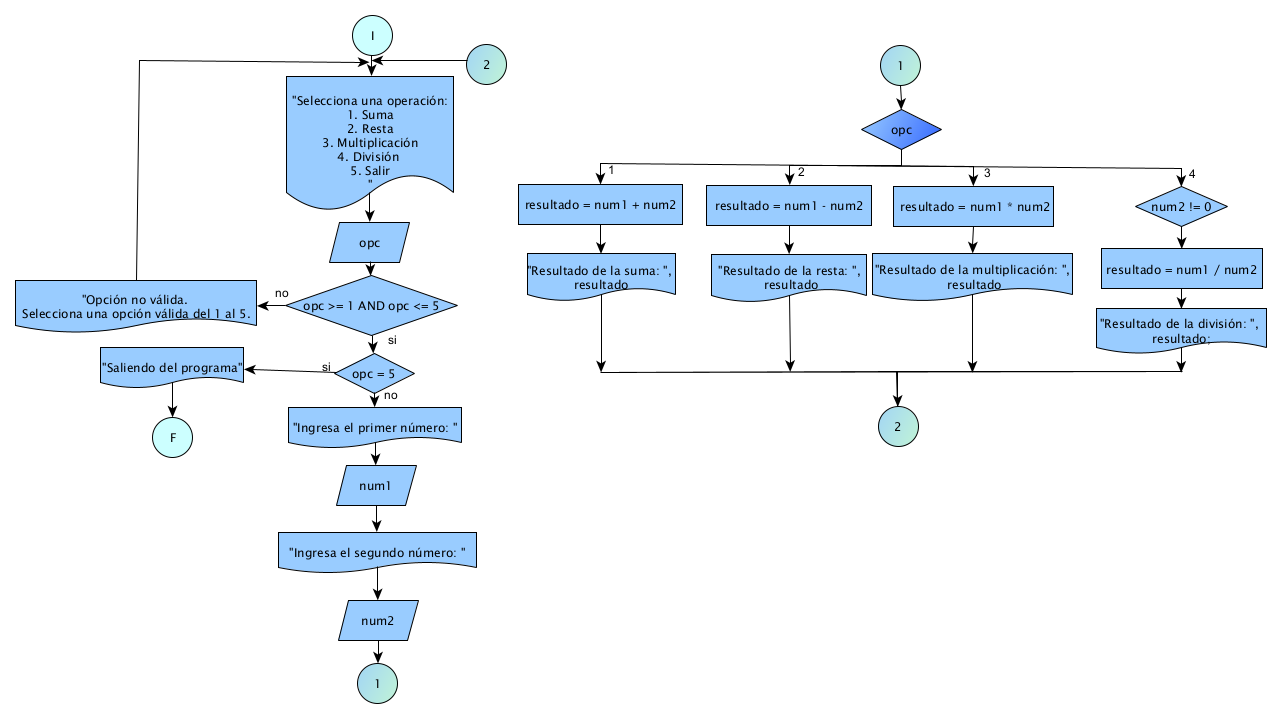 I
2
"Selecciona una operación:
1. Suma
2. Resta
3. Multiplicación
4. División
5. Salir
"
opc
opc >= 1 AND opc <= 5
no
"Opción no válida.
Selecciona una opción válida del 1 al 5.
si
opc = 5
si
"Saliendo del programa"
F
no
"Ingresa el primer número: "
num1
"Ingresa el segundo número: "
num2
1
1
opc
1
2
3
4
resultado = num1 + num2
resultado = num1 - num2
resultado = num1 * num2
num2 != 0
resultado = num1 / num2
"Resultado de la suma: ",
resultado
"Resultado de la resta: ",
resultado
"Resultado de la multiplicación: ",
resultado
"Resultado de la división: ",
resultado;
2